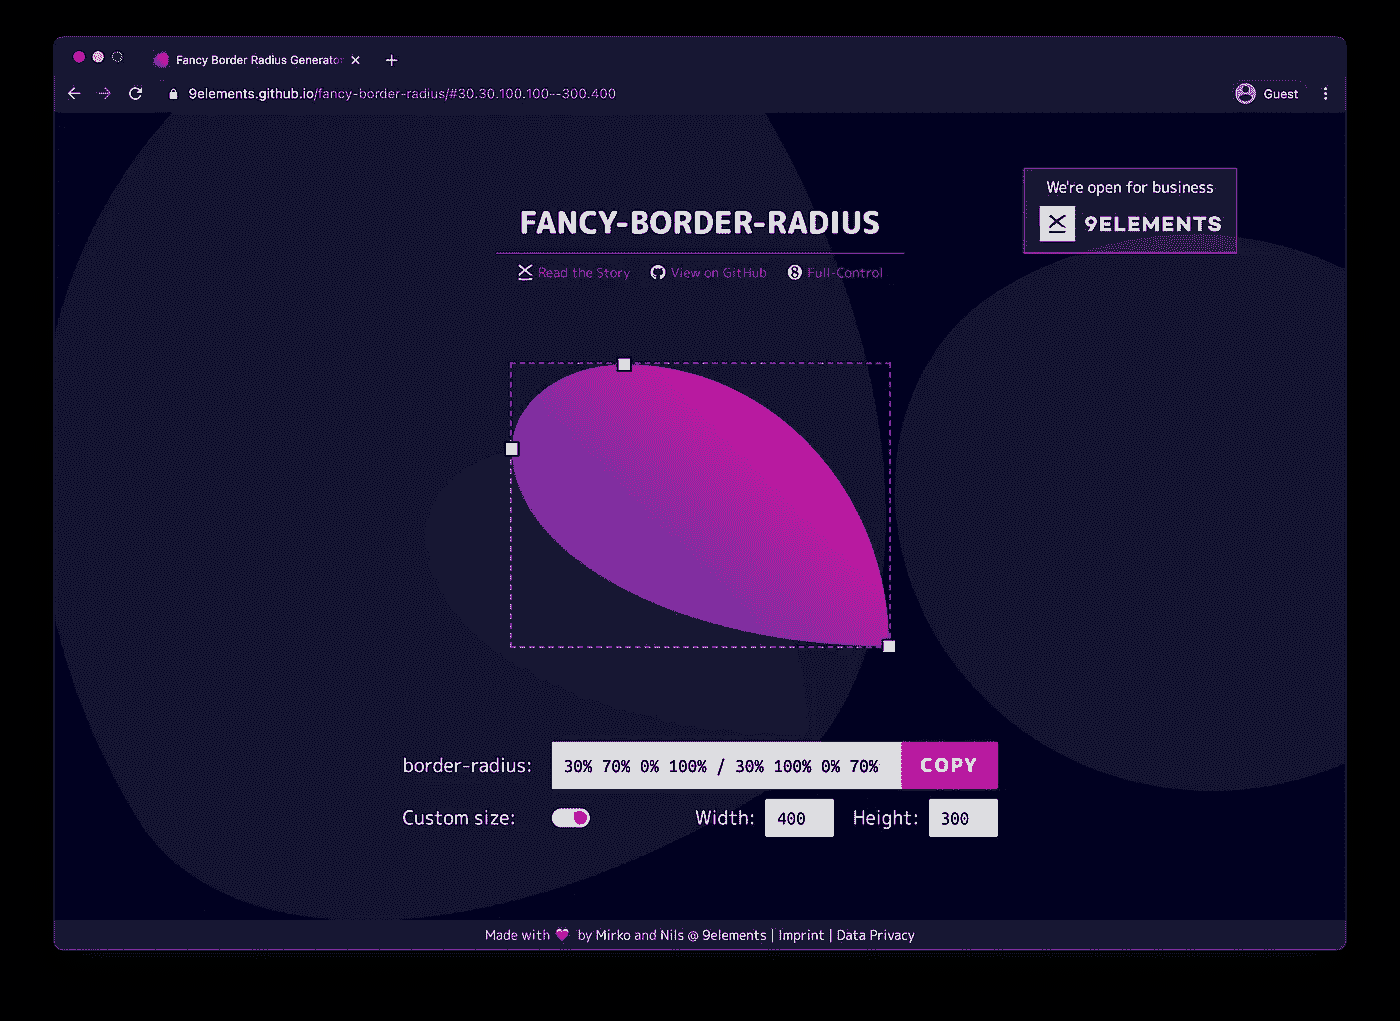 Fancy Border Radius Generator
9elements.github.io/fancy-border-radius/#30.30.100.100--300.400
Guest
We're open for business
9ELEMENTS
FANCY-BORDER-RADIUS
Read the Story View on GitHub Full-Control
border-radius: 30% 70% 0% 100% / 30% 100% 0% 70% COPY
Custom size: Width: 400 Height: 300
Made with by Mirko and Nils @ 9elements | Imprint | Data Privacy